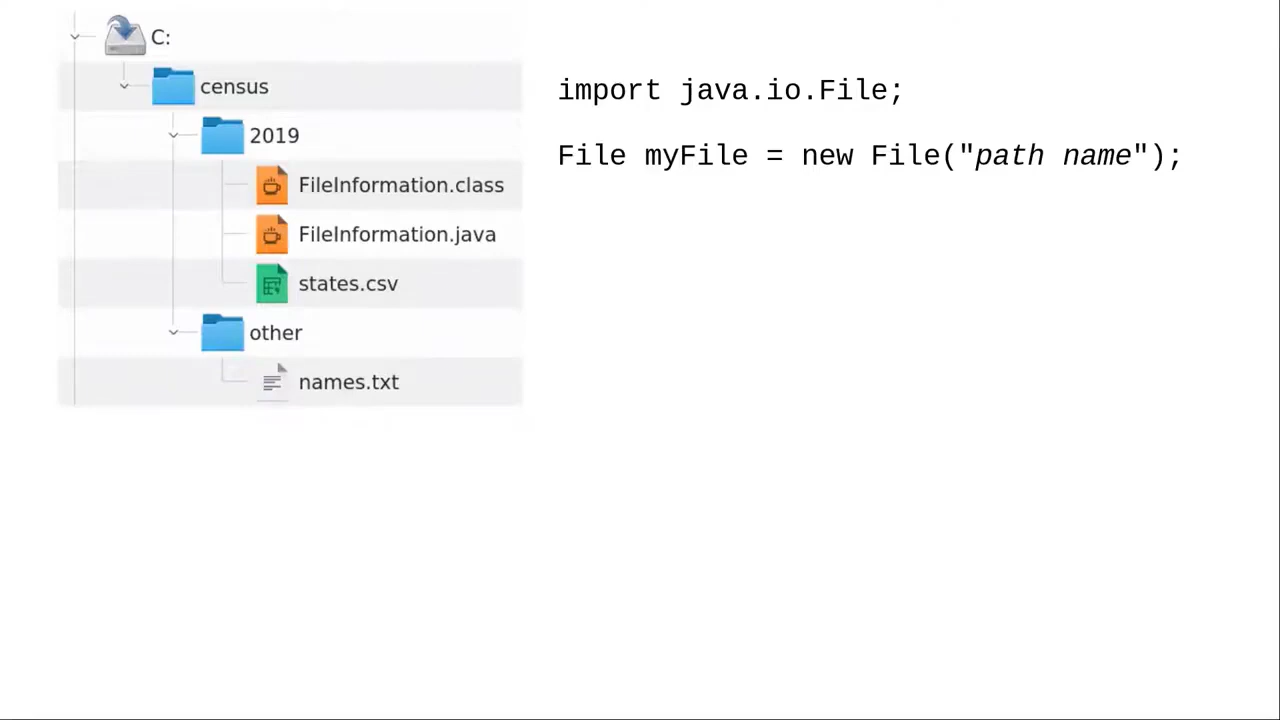 C:
census
2019
FileInformation.class
FileInformation.java
states.csv
other
names.txt
import java.io.File;
File myFile = new File("path name");